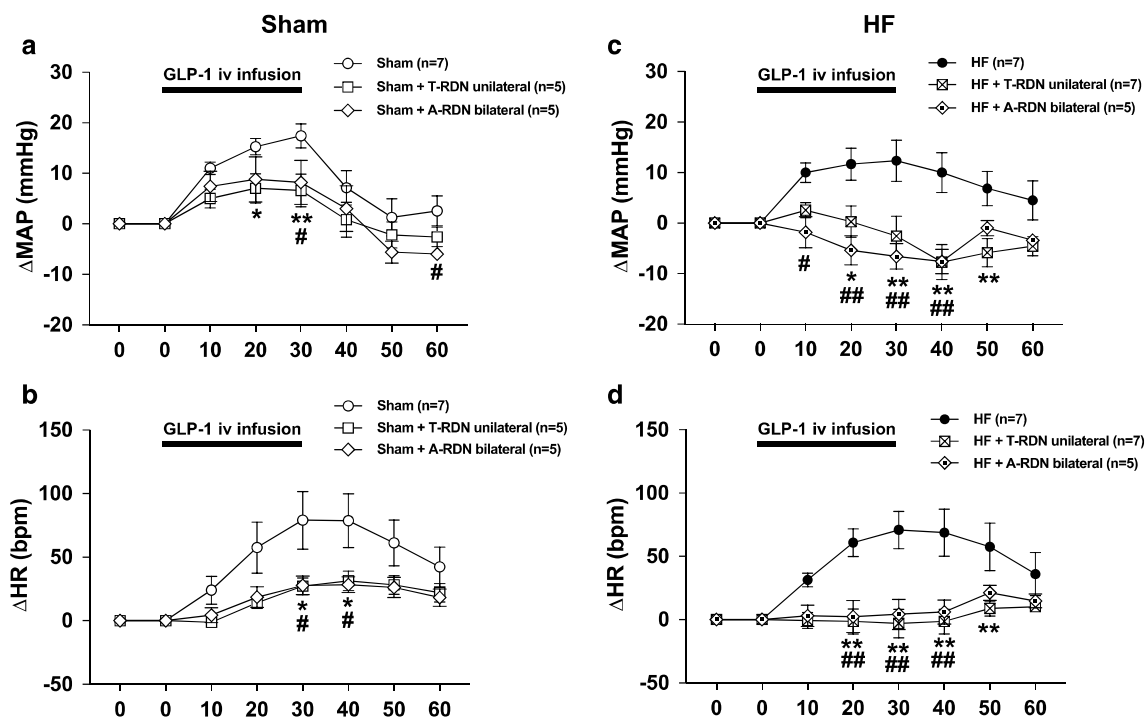 Sham
a
GLP-1 iv infusion
Sham (n=7)
Sham + T-RDN unilateral (n=5)
Sham + A-RDN bilateral (n=5)
ΔMAP (mmHg)
30
20
10
0
-10
-20
* ** # #
0 0 10 20 30 40 50 60
b
GLP-1 iv infusion
Sham (n=7)
Sham + T-RDN unilateral (n=5)
Sham + A-RDN bilateral (n=5)
ΔHR (bpm)
150
100
50
0
-50
* *
# #
0 0 10 20 30 40 50 60
HF
c
GLP-1 iv infusion
HF (n=7)
HF + T-RDN unilateral (n=7)
HF + A-RDN bilateral (n=5)
ΔMAP (mmHg)
30
20
10
0
-10
-20
# * ** ** **
## ## ##
0 0 10 20 30 40 50 60
d
GLP-1 iv infusion
HF (n=7)
HF + T-RDN unilateral (n=7)
HF + A-RDN bilateral (n=5)
ΔHR (bpm)
150
100
50
0
-50
** ** ** **
## ## ##
0 0 10 20 30 40 50 60